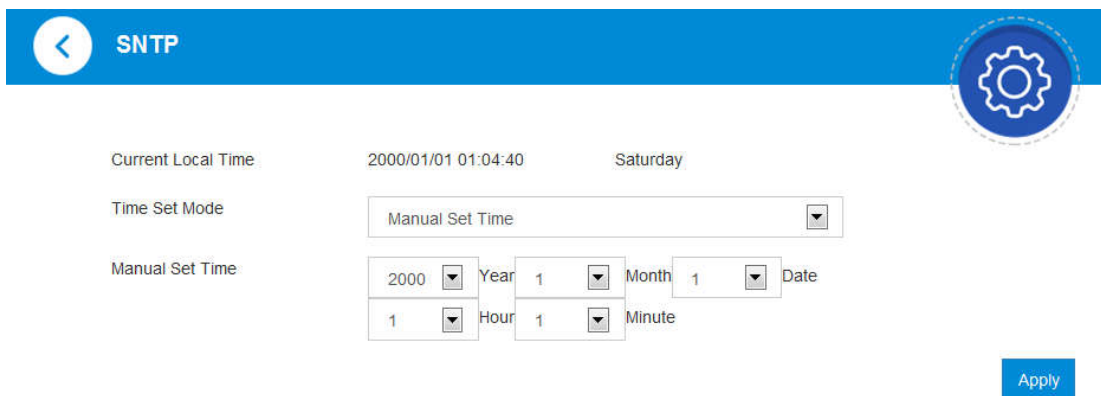 SNTP
Current Local Time 2000/01/01 01:04:40 Saturday
Time Set Mode Manual Set Time
Manual Set Time 2000 Year 1 Month 1 Date
1 Hour 1 Minute
Apply